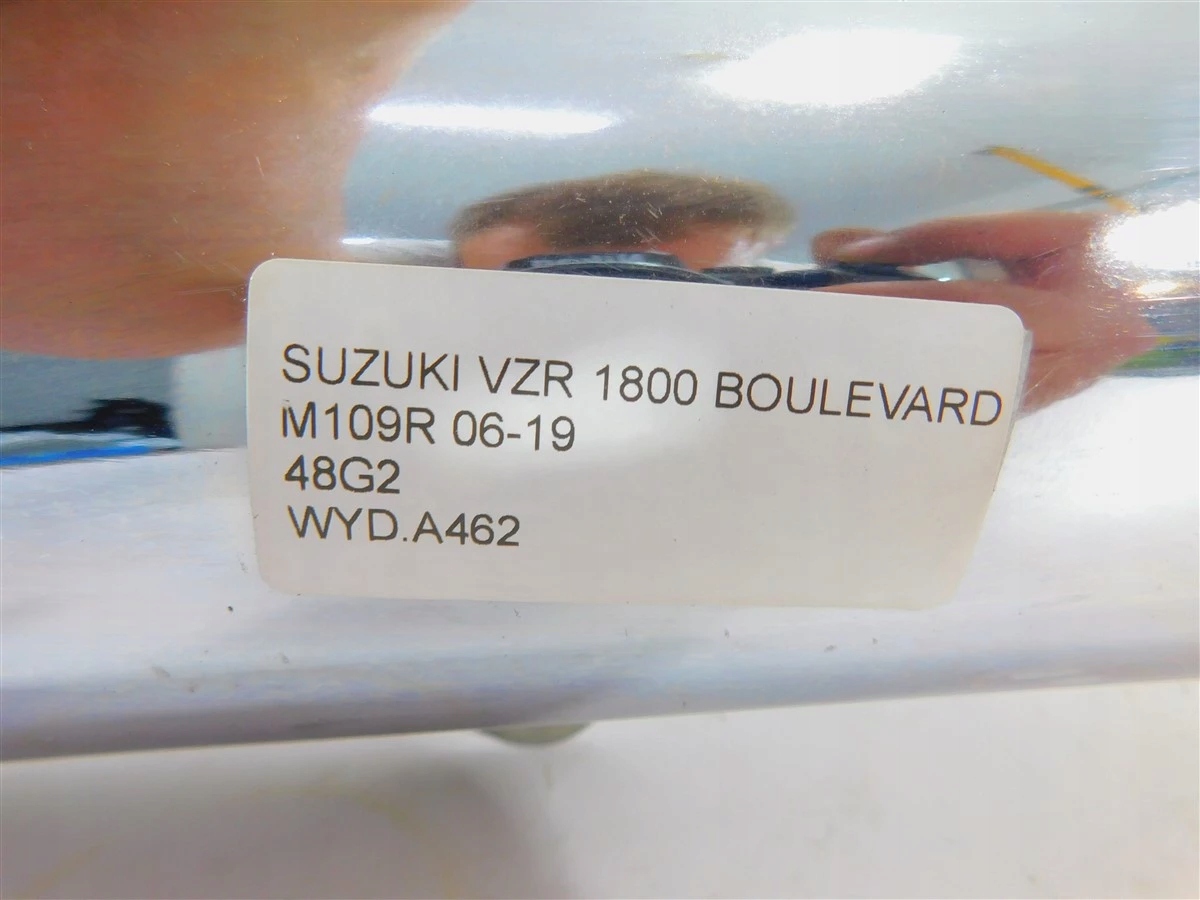 SUZUKI VZR 1800 BOULEVARD
M109R 06-19
48G2
WYD.A462